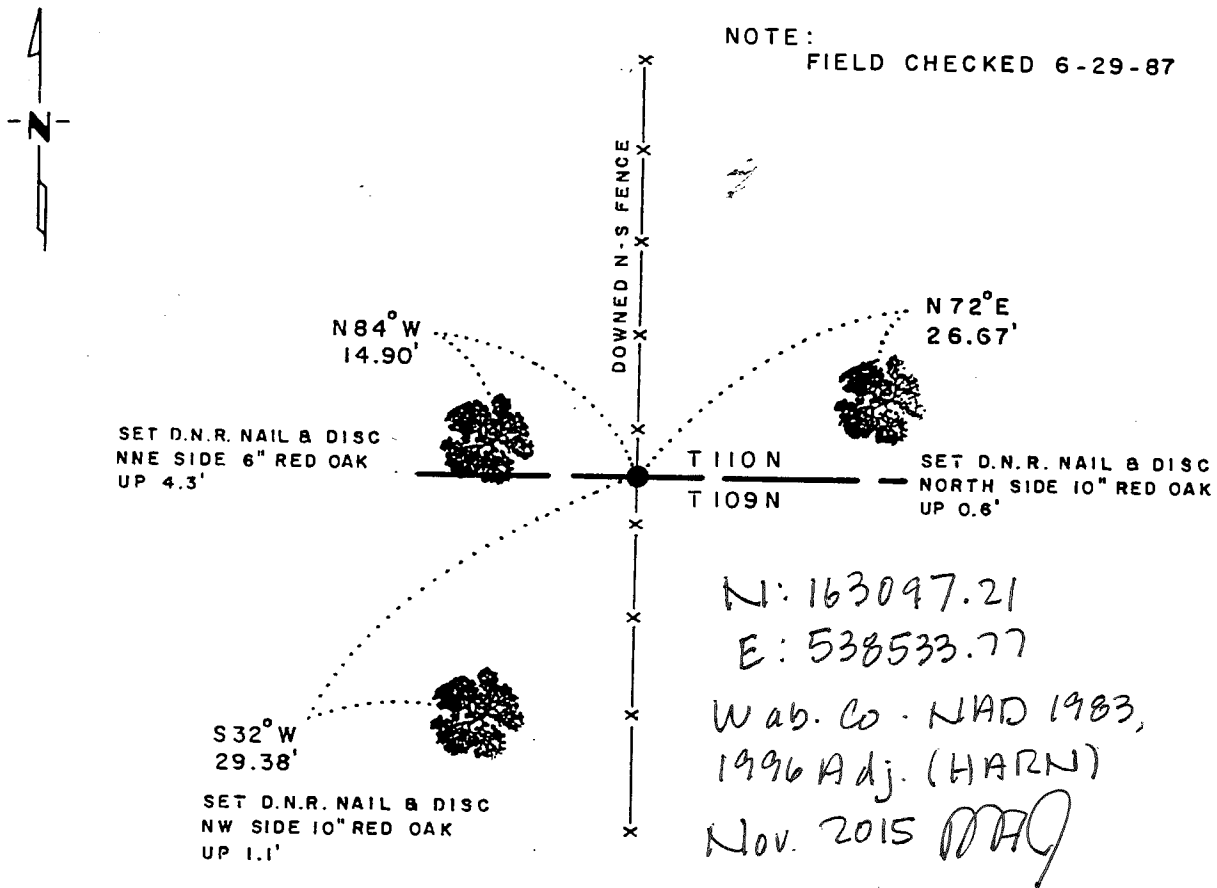 NOTE:
FIELD CHECKED 6-29-87
N
DOWNED N-S FENCE
N84°W
14.90'
N72°E
26.67'
SET D.N.R. NAIL & DISC
NNE SIDE 6" RED OAK
UP 4.3'
T110N
T109N
SET D.N.R. NAIL & DISC
NORTH SIDE 10" RED OAK
UP 0.6'
N: 163097.21
E: 538533.77
Wab. Co. NAD 1983,
1996 Adj. (HARN)
Nov. 2015
S32°W
29.38'
SET D.N.R. NAIL & DISC
NW SIDE 10" RED OAK
UP 1.1'